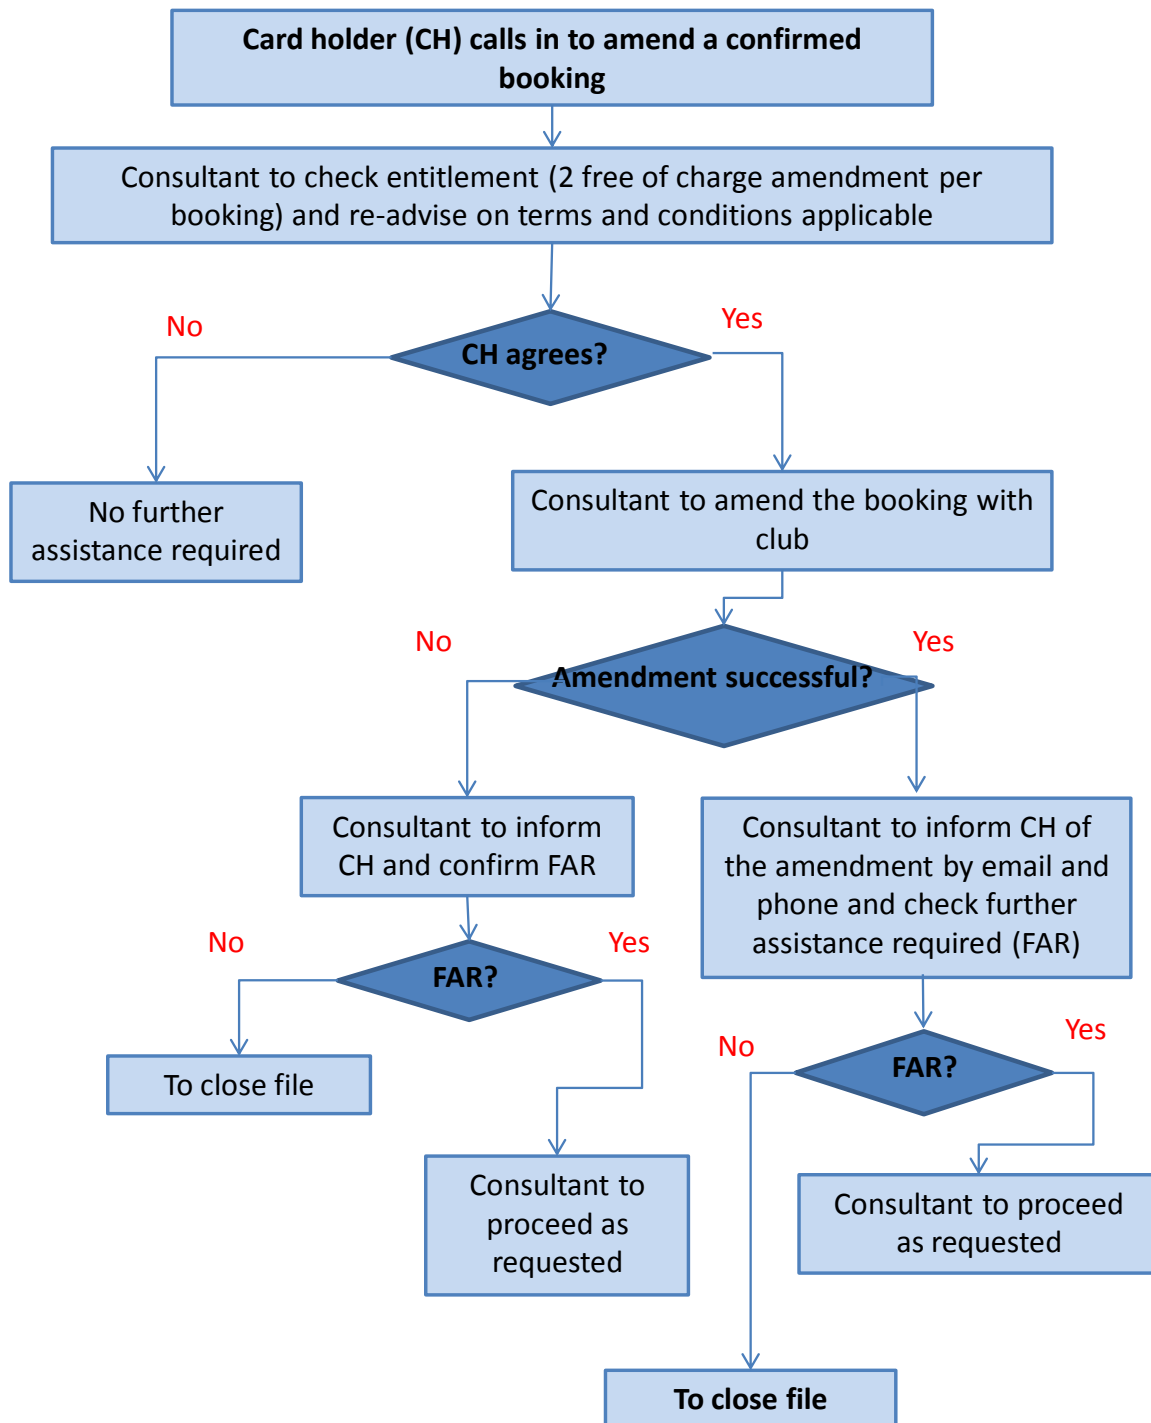 Card holder (CH) calls in to amend a confirmed
booking
Consultant to check entitlement (2 free of charge amendment per
booking) and re-advise on terms and conditions applicable
No
Yes
CH agrees?
No further
assistance required
Consultant to amend the booking with
club
No
Yes
Amendment successful?
Consultant to inform
CH and confirm FAR
Consultant to inform CH of
the amendment by email and
phone and check further
assistance required (FAR)
No
Yes
FAR?
No
Yes
FAR?
To close file
Consultant to
proceed as
requested
Consultant to proceed
as requested
To close file